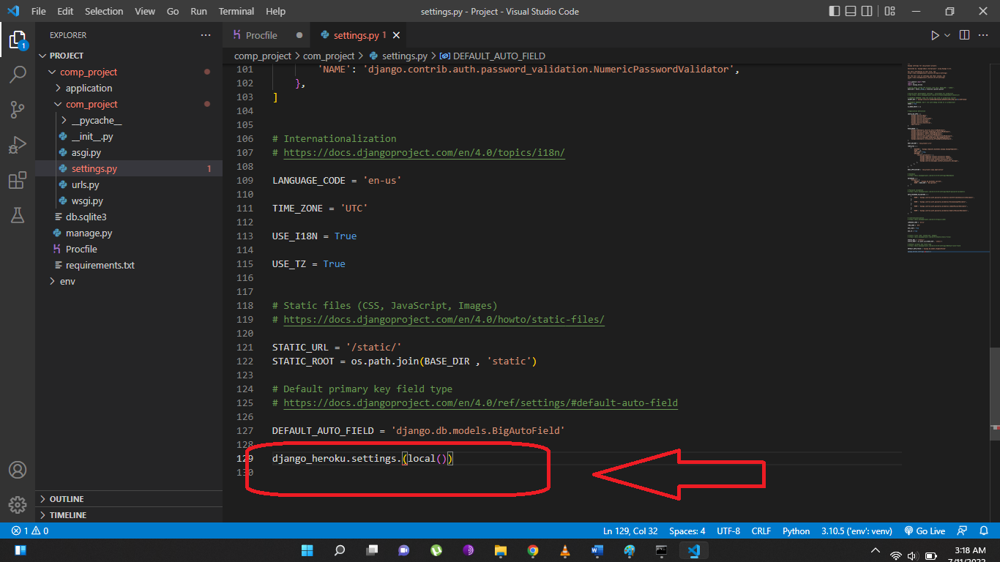 File Edit Selection View Go Run Terminal Help settings.py - Project - Visual Studio Code
EXPLORER
PROJECT
comp_project
application
com_project
__pycache__
__init__.py
asgi.py
settings.py 1
urls.py
wsgi.py
db.sqlite3
manage.py
Procfile
requirements.txt
env
OUTLINE
TIMELINE
1
Procfile settings.py 1
comp_project > com_project > settings.py > DEFAULT_AUTO_FIELD
101 'NAME': 'django.contrib.auth.password_validation.NumericPasswordValidator',
102 },
103 ]
104
105
106 # Internationalization
107 # https://docs.djangoproject.com/en/4.0/topics/i18n/
108
109 LANGUAGE_CODE = 'en-us'
110
111 TIME_ZONE = 'UTC'
112
113 USE_I18N = True
114
115 USE_TZ = True
116
117
118 # Static files (CSS, JavaScript, Images)
119 # https://docs.djangoproject.com/en/4.0/howto/static-files/
120
121 STATIC_URL = '/static/'
122 STATIC_ROOT = os.path.join(BASE_DIR , 'static')
123
124 # Default primary key field type
125 # https://docs.djangoproject.com/en/4.0/ref/settings/#default-auto-field
126
127 DEFAULT_AUTO_FIELD = 'django.db.models.BigAutoField'
128
129 django_heroku.settings.(local())
130
1 0 Ln 129, Col 32 Spaces: 4 UTF-8 CRLF Python 3.10.5 ('env': venv) Go Live
3:18 AM